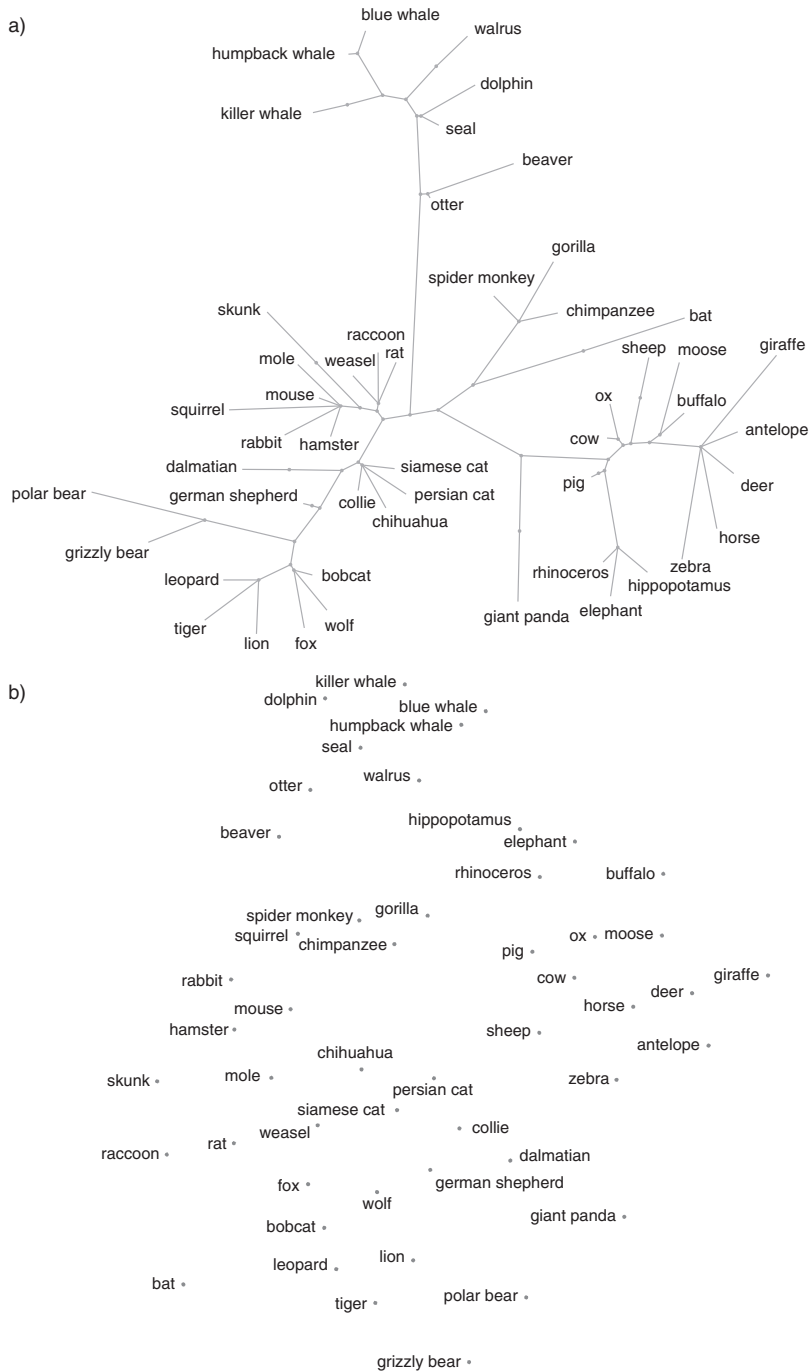 a)
blue whale
walrus
humpback whale
dolphin
killer whale
seal
beaver
otter
gorilla
spider monkey
skunk
chimpanzee
bat
raccoon
giraffe
sheep
moose
rat
mole
weasel
ox
mouse
buffalo
squirrel
antelope
rabbit
hamster
cow
dalmatian
siamese cat
pig
deer
polar bear
german shepherd
persian cat
collie
chihuahua
horse
grizzly bear
zebra
leopard
bobcat
rhinoceros
hippopotamus
elephant
giant panda
tiger
wolf
lion
fox
b)
killer whale
dolphin
blue whale
humpback whale
seal
walrus
otter
hippopotamus
beaver
elephant
rhinoceros
buffalo
spider monkey
gorilla
squirrel
chimpanzee
ox
moose
pig
rabbit
cow
giraffe
deer
mouse
horse
hamster
sheep
antelope
chihuahua
skunk
mole
persian cat
zebra
siamese cat
weasel
collie
rat
raccoon
dalmatian
fox
german shepherd
wolf
giant panda
bobcat
lion
leopard
bat
polar bear
tiger
grizzly bear